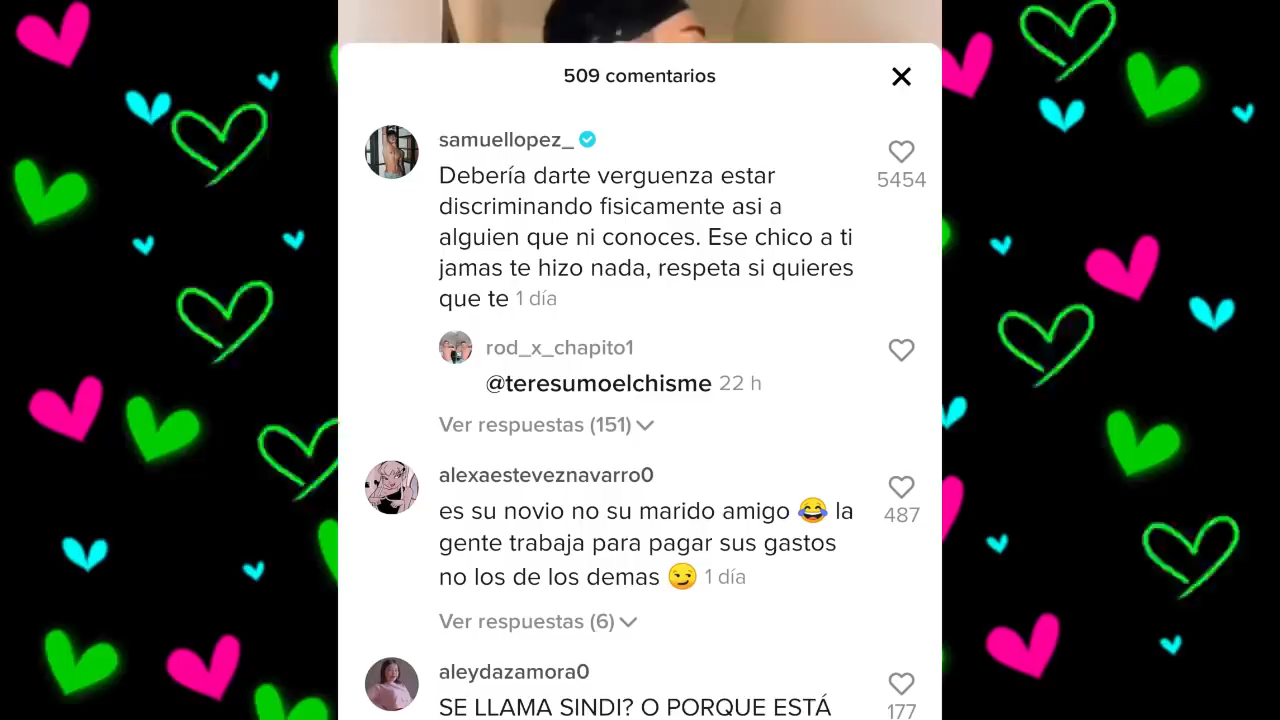 509 comentarios
samuellopez_
Debería darte verguenza estar
discriminando fisicamente asi a
alguien que ni conoces. Ese chico a ti
jamas te hizo nada, respeta si quieres
que te 1 día
5454
rod_x_chapito1
@teresumoelchisme 22 h
Ver respuestas (151)
alexaesteveznavarro0
es su novio no su marido amigo 😂 la
gente trabaja para pagar sus gastos
no los de los demas 😏 1 día
487
Ver respuestas (6)
aleydazamora0
SE LLAMA SINDI? O PORQUE ESTÁ
177